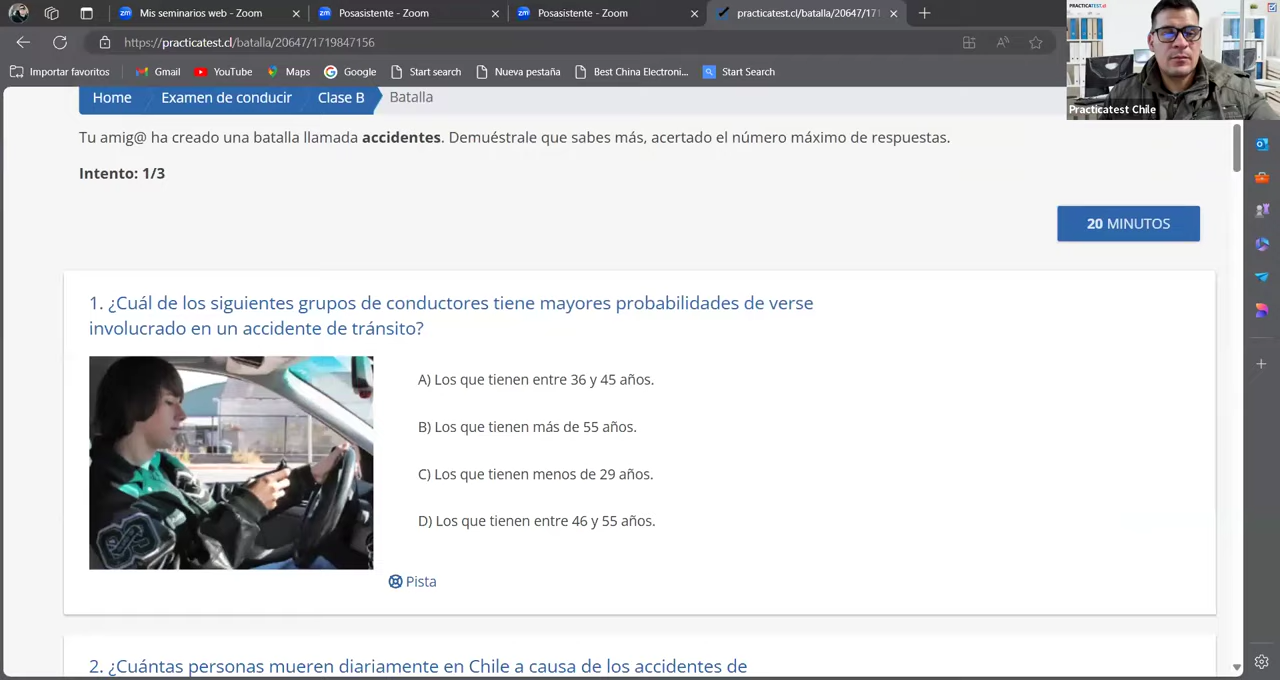 Mis seminarios web - Zoom
Posasistente - Zoom
Posasistente - Zoom
practicatest.cl/batalla/20647/171
https://practicatest.cl/batalla/20647/1719847156
Importar favoritos
Gmail
YouTube
Maps
Google
Start search
Nueva pestaña
Best China Electroni...
Start Search
PRACTICATEST.cl
Practicatest Chile
Home
Examen de conducir
Clase B
Batalla
Tu amig@ ha creado una batalla llamada accidentes. Demuéstrale que sabes más, acertado el número máximo de respuestas.
Intento: 1/3
20 MINUTOS
1. ¿Cuál de los siguientes grupos de conductores tiene mayores probabilidades de verse
involucrado en un accidente de tránsito?
A) Los que tienen entre 36 y 45 años.
B) Los que tienen más de 55 años.
C) Los que tienen menos de 29 años.
D) Los que tienen entre 46 y 55 años.
Pista
2. ¿Cuántas personas mueren diariamente en Chile a causa de los accidentes de